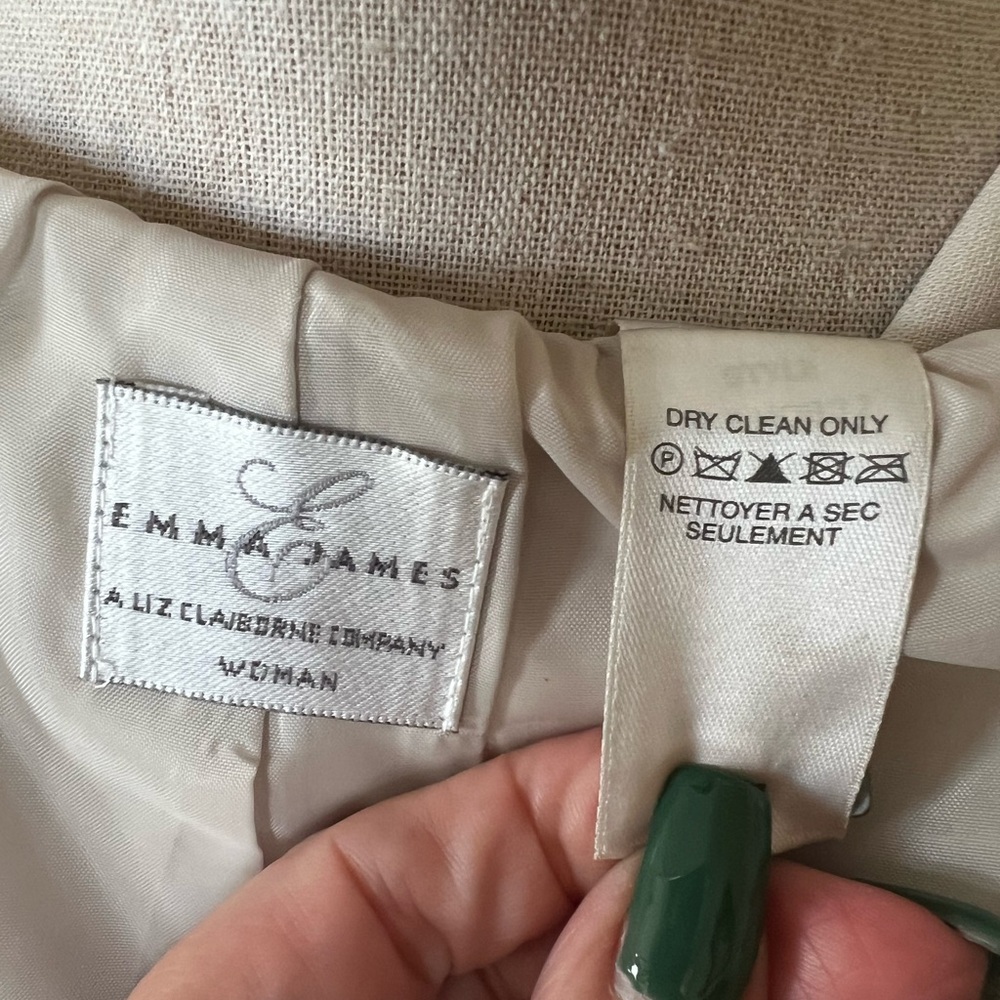 E
EMMA JAMES
A LIZ CLAIBORNE COMPANY
WOMAN
DRY CLEAN ONLY
P
NETTOYER A SEC
SEULEMENT